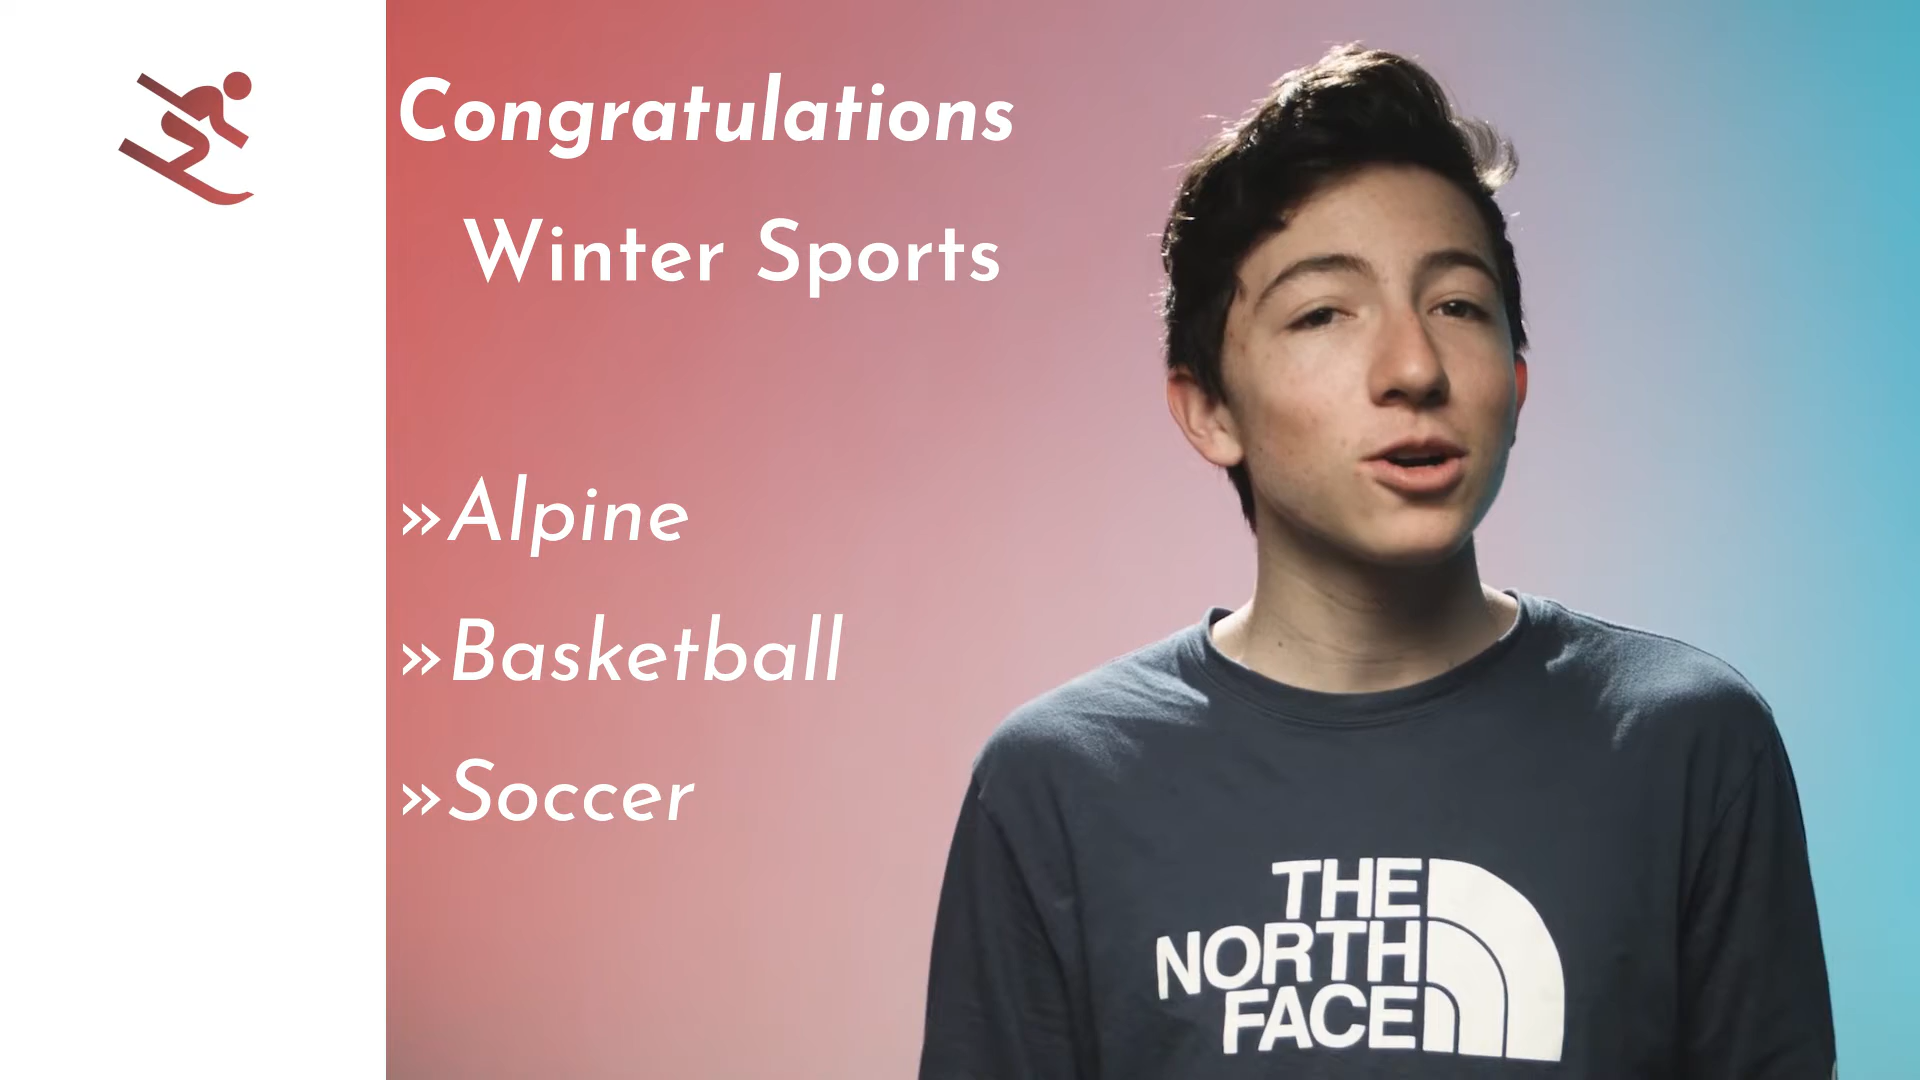 Congratulations
Winter Sports
»Alpine
»Basketball
»Soccer
THE
NORTH
FACE